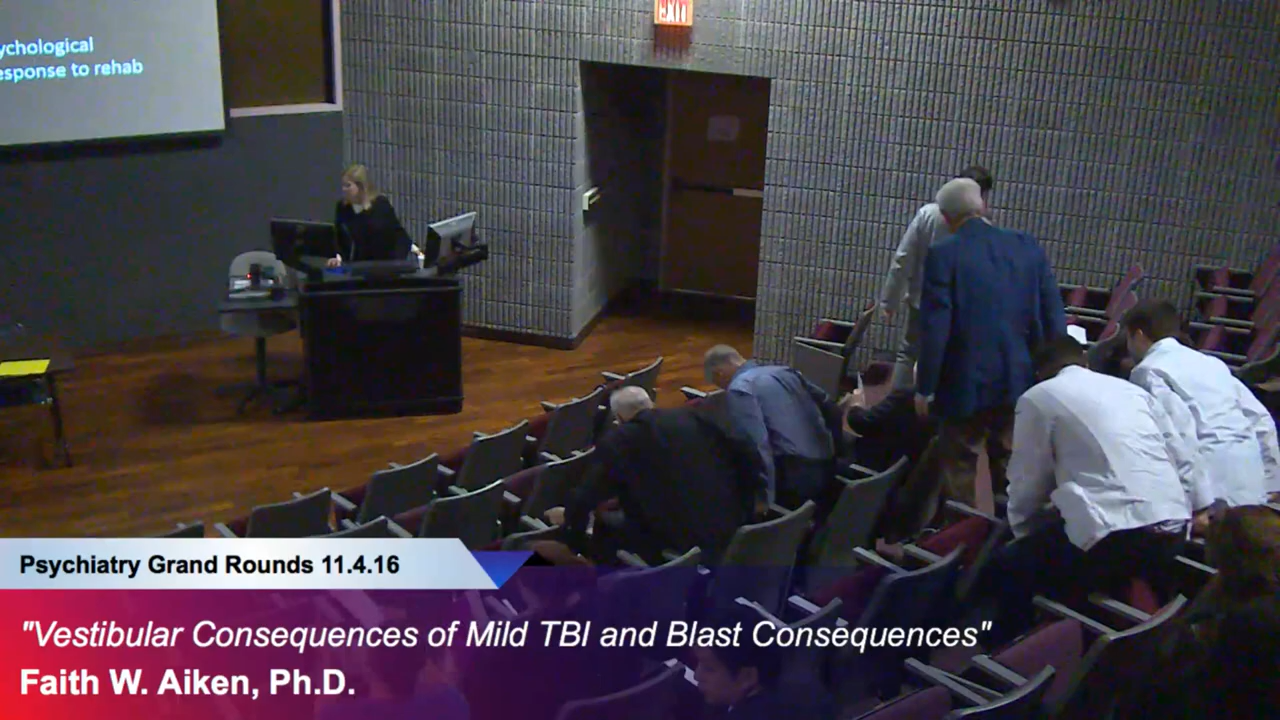 ychological
esponse to rehab
EXIT
Psychiatry Grand Rounds 11.4.16
"Vestibular Consequences of Mild TBI and Blast Consequences"
Faith W. Aiken, Ph.D.